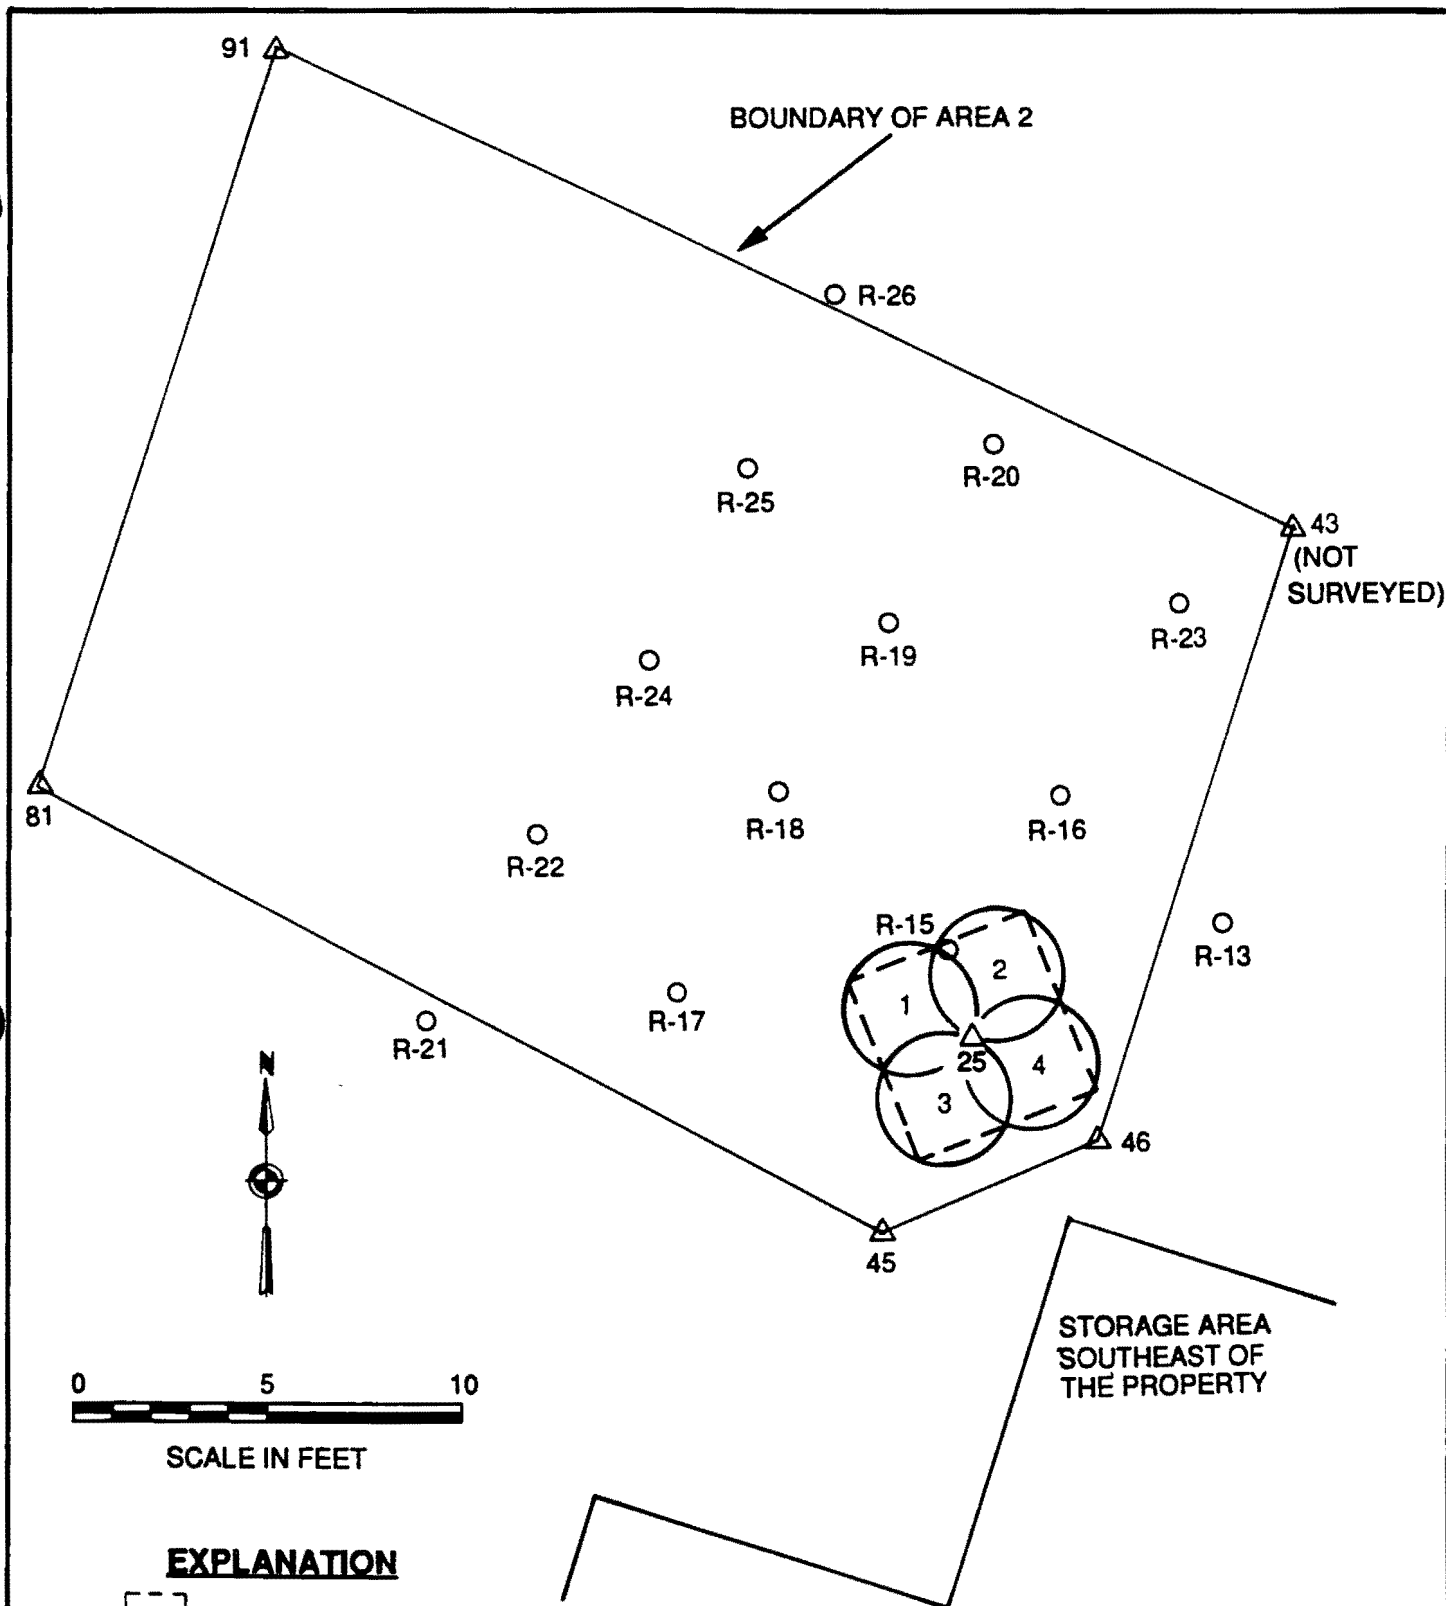 91
BOUNDARY OF AREA 2
R-26
R-20
R-25
43
(NOT
SURVEYED)
R-23
R-19
R-24
81
R-18
R-16
R-22
R-15
R-13
2
1
R-17
R-21
25
4
3
N
46
45
STORAGE AREA
SOUTHEAST OF
THE PROPERTY
0 5 10
SCALE IN FEET
EXPLANATION